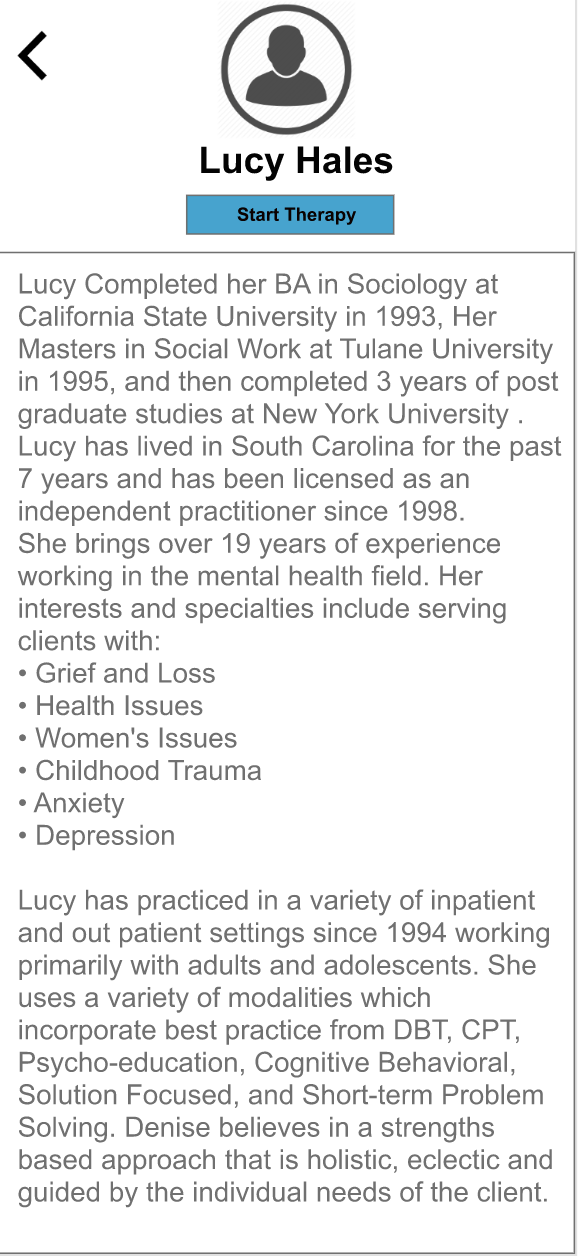 Lucy Hales
Start Therapy
Lucy Completed her BA in Sociology at
California State University in 1993, Her
Masters in Social Work at Tulane University
in 1995, and then completed 3 years of post
graduate studies at New York University .
Lucy has lived in South Carolina for the past
7 years and has been licensed as an
independent practitioner since 1998.
She brings over 19 years of experience
working in the mental health field. Her
interests and specialties include serving
clients with:
• Grief and Loss
• Health Issues
• Women's Issues
• Childhood Trauma
• Anxiety
• Depression
Lucy has practiced in a variety of inpatient
and out patient settings since 1994 working
primarily with adults and adolescents. She
uses a variety of modalities which
incorporate best practice from DBT, CPT,
Psycho-education, Cognitive Behavioral,
Solution Focused, and Short-term Problem
Solving. Denise believes in a strengths
based approach that is holistic, eclectic and
guided by the individual needs of the client.